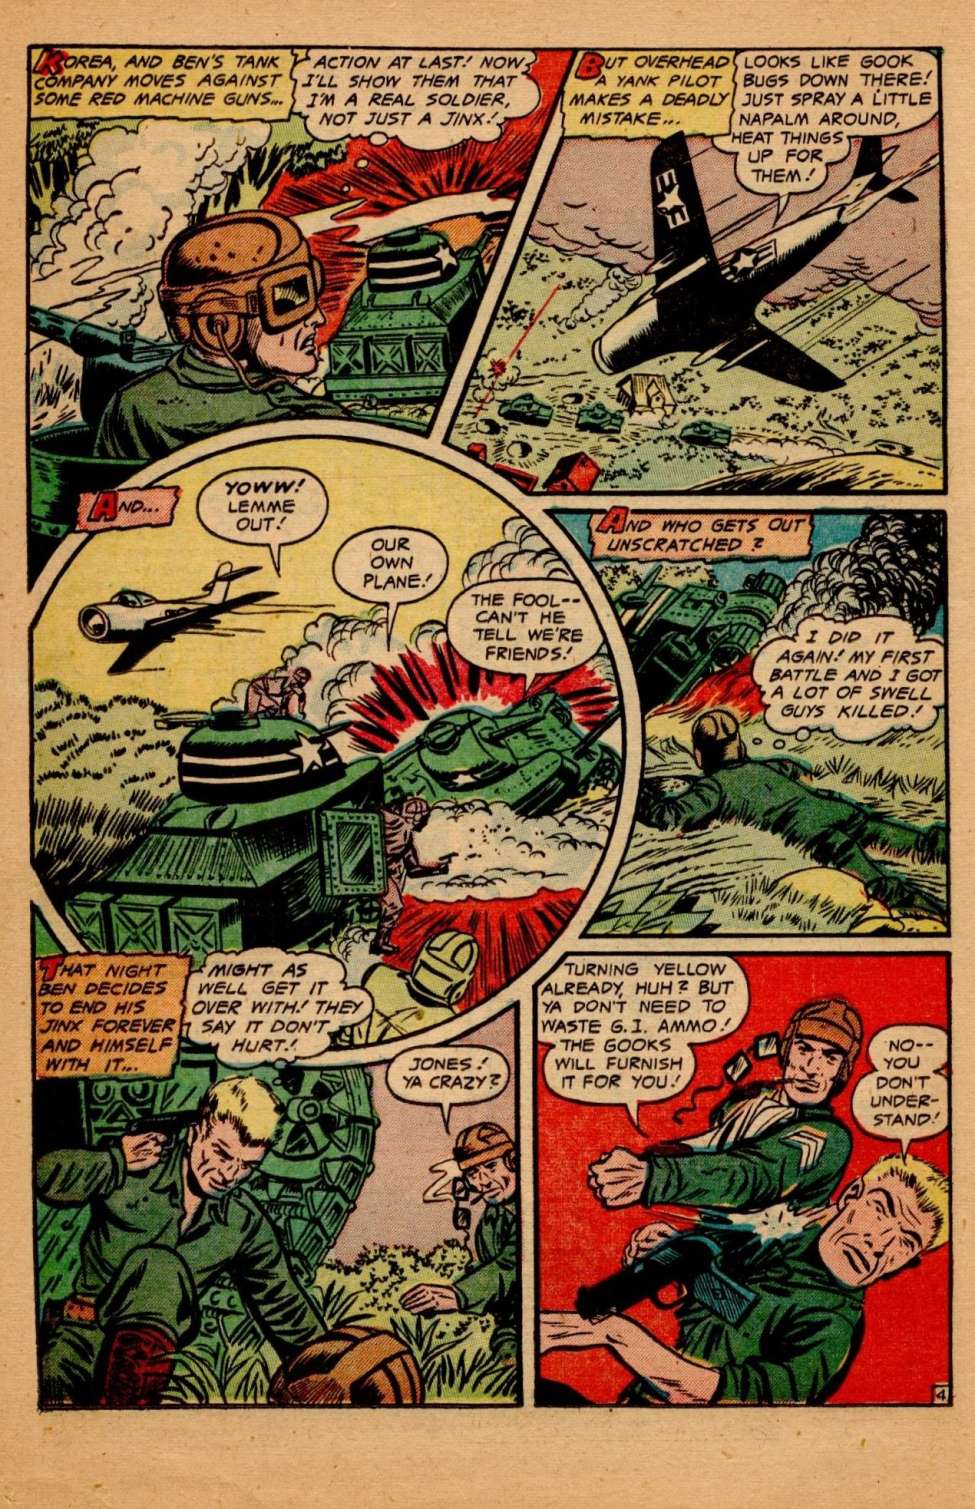 KOREA, AND BEN'S TANK
COMPANY MOVES AGAINST
SOME RED MACHINE GUNS...
ACTION AT LAST! NOW
I'LL SHOW THEM THAT
I'M A REAL SOLDIER,
NOT JUST A JINX!
BUT OVERHEAD
A YANK PILOT
MAKES A DEADLY
MISTAKE...
LOOKS LIKE GOOK
BUGS DOWN THERE!
JUST SPRAY A LITTLE
NAPALM AROUND,
HEAT THINGS
UP FOR
THEM!
AND...
YOWW!
LEMME
OUT!
OUR
OWN
PLANE!
THE FOOL--
CAN'T HE
TELL WE'RE
FRIENDS!
AND WHO GETS OUT
UNSCRATCHED?
I DID IT
AGAIN! MY FIRST
BATTLE AND I GOT
A LOT OF SWELL
GUYS KILLED!
THAT NIGHT
BEN DECIDES
TO END HIS
JINX FOREVER
AND HIMSELF
WITH IT...
MIGHT AS
WELL GET IT
OVER WITH! THEY
SAY IT DON'T
HURT!
JONES!
YA CRAZY?
TURNING YELLOW
ALREADY, HUH? BUT
YA DON'T NEED TO
WASTE G.I. AMMO!
THE GOOKS
WILL FURNISH
IT FOR YOU!
NO--
YOU
DON'T
UNDER-
STAND!
4